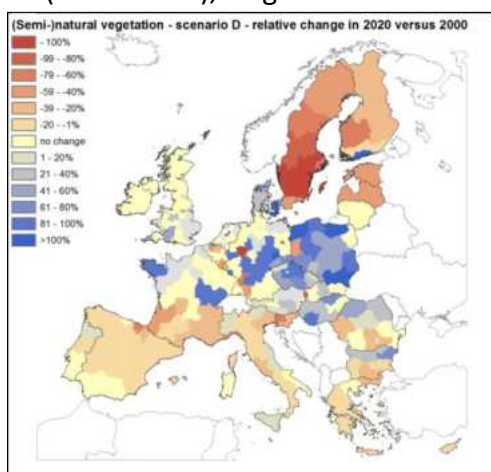 (Semi-)natural vegetation - scenario D - relative change in 2020 versus 2000
- 100%
-99 - -80%
-79 - -60%
-59 - -40%
-39 - -20%
-20 - -1%
no change
1 - 20%
21 - 40%
41 - 60%
61 - 80%
81 - 100%
>100%